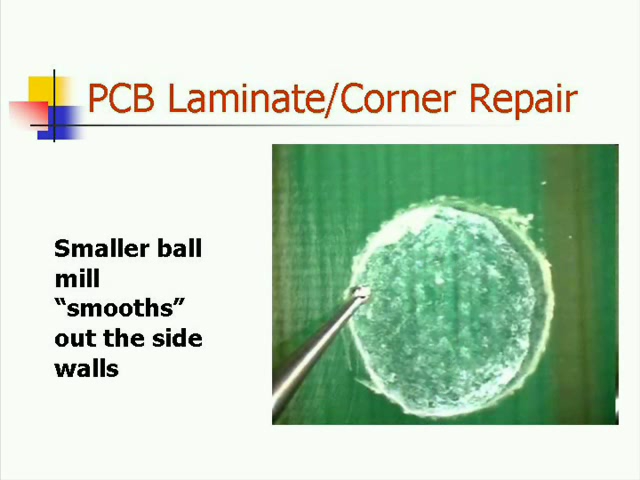 PCB Laminate/Corner Repair
Smaller ball
mill
“smooths”
out the side
walls